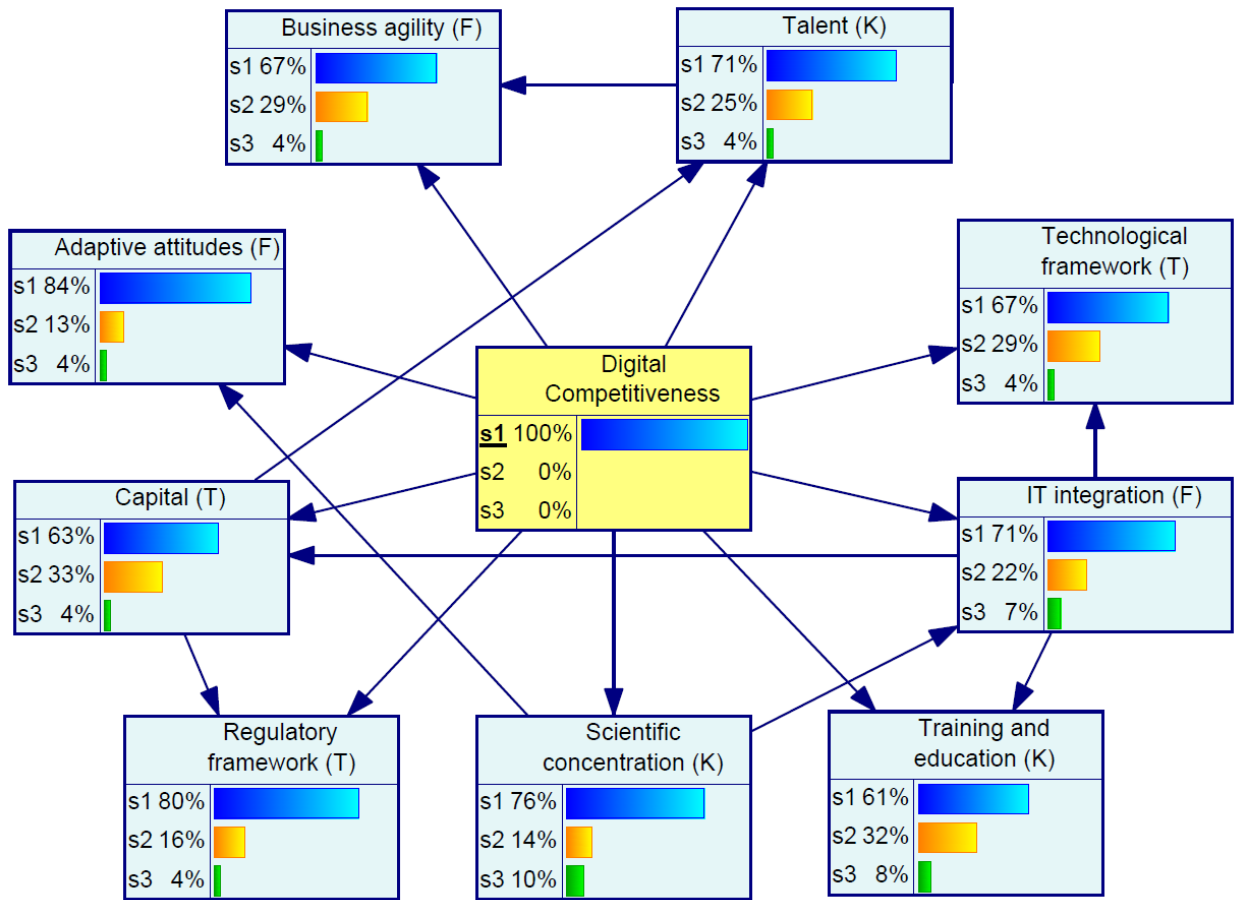 Business agility (F)
s1 67%
s2 29%
s3 4%
Talent (K)
s1 71%
s2 25%
s3 4%
Adaptive attitudes (F)
s1 84%
s2 13%
s3 4%
Technological
framework (T)
s1 67%
s2 29%
s3 4%
Digital
Competitiveness
s1 100%
s2 0%
s3 0%
Capital (T)
s1 63%
s2 33%
s3 4%
IT integration (F)
s1 71%
s2 22%
s3 7%
Regulatory
framework (T)
s1 80%
s2 16%
s3 4%
Scientific
concentration (K)
s1 76%
s2 14%
s3 10%
Training and
education (K)
s1 61%
s2 32%
s3 8%